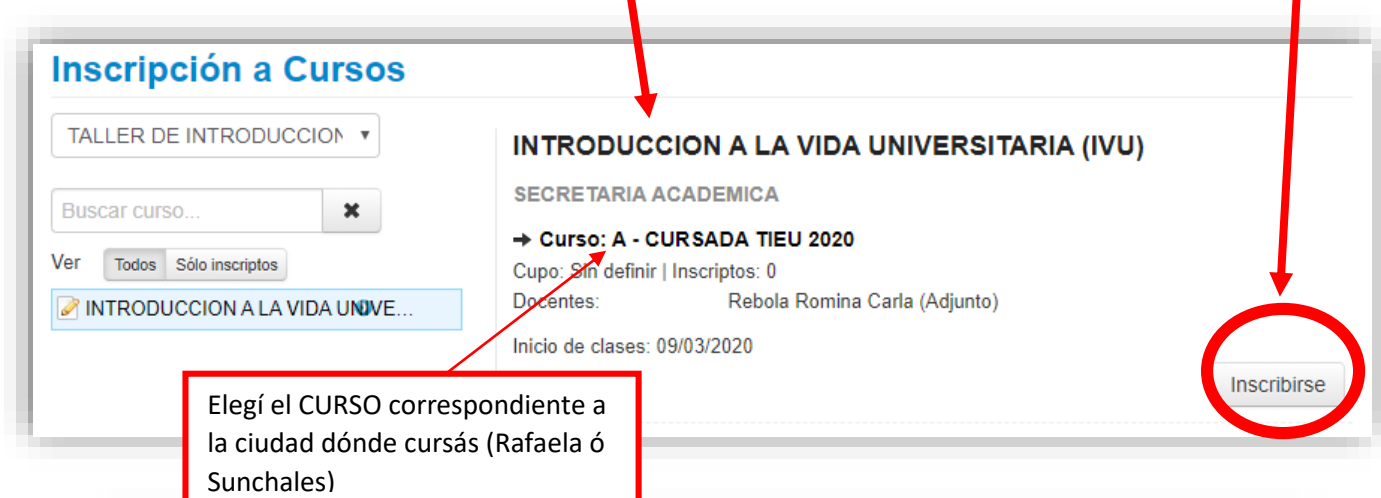 Inscripción a Cursos
TALLER DE INTRODUCCION
Buscar curso...
Ver Todos Sólo inscriptos
INTRODUCCION A LA VIDA UNIVE...
INTRODUCCION A LA VIDA UNIVERSITARIA (IVU)
SECRETARIA ACADEMICA
➔ Curso: A - CURSADA TIEU 2020
Cupo: Sin definir | Inscriptos: 0
Docentes: Rebola Romina Carla (Adjunto)
Inicio de clases: 09/03/2020
Inscribirse
Elegí el CURSO correspondiente a
la ciudad dónde cursás (Rafaela ó
Sunchales)